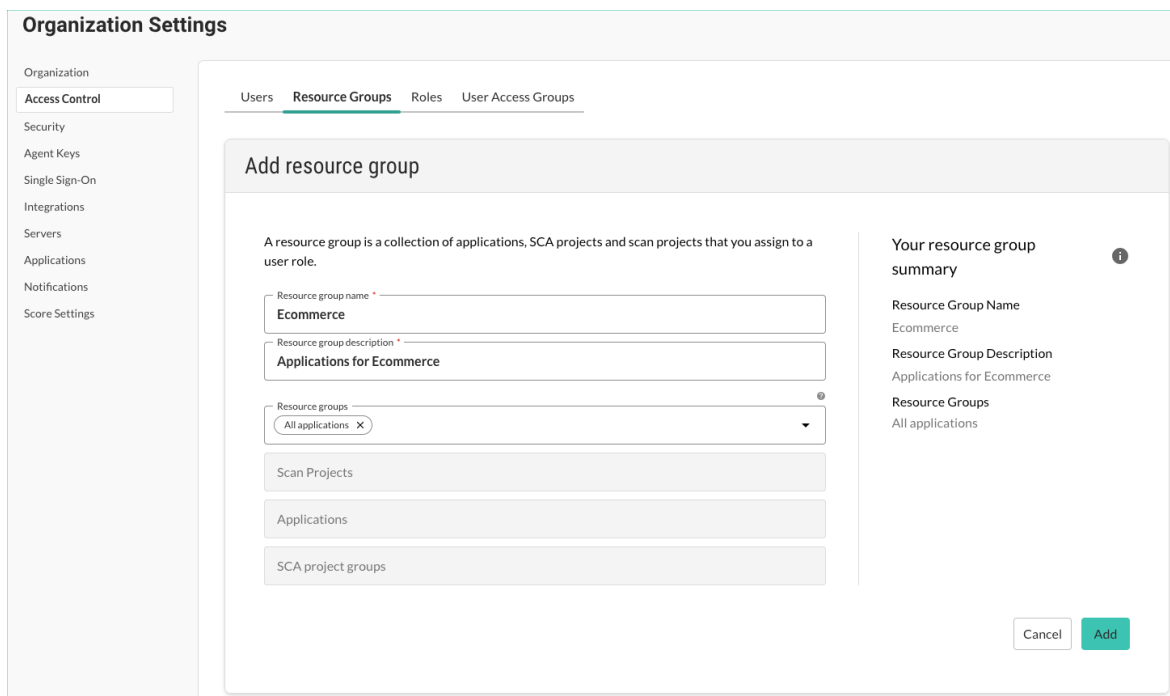 Organization Settings
Organization
Access Control
Security
Agent Keys
Single Sign-On
Integrations
Servers
Applications
Notifications
Score Settings
Users Resource Groups Roles User Access Groups
Add resource group
A resource group is a collection of applications, SCA projects and scan projects that you assign to a
user role.
Resource group name *
Ecommerce
Resource group description *
Applications for Ecommerce
Resource groups
All applications
Scan Projects
Applications
SCA project groups
Your resource group
summary
Resource Group Name
Ecommerce
Resource Group Description
Applications for Ecommerce
Resource Groups
All applications
Cancel Add